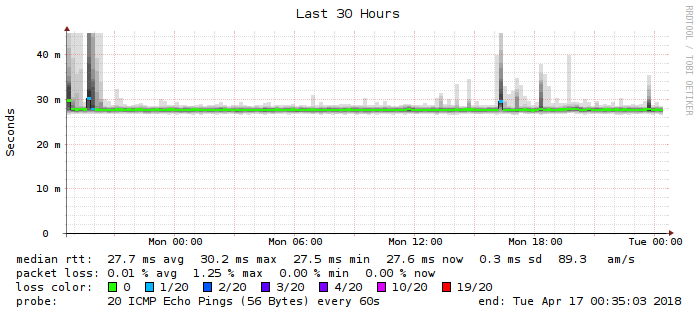 Last 30 Hours
RRDTOOL / TOBI OETIKER
Seconds
40 m
30 m
20 m
10 m
0
Mon 00:00 Mon 06:00 Mon 12:00 Mon 18:00 Tue 00:00
median rtt: 27.7 ms avg 30.2 ms max 27.5 ms min 27.6 ms now 0.3 ms sd 89.3 am/s
packet loss: 0.01 % avg 1.25 % max 0.00 % min 0.00 % now
loss color: 0 1/20 2/20 3/20 4/20 10/20 19/20
probe: 20 ICMP Echo Pings (56 Bytes) every 60s end: Tue Apr 17 00:35:03 2018